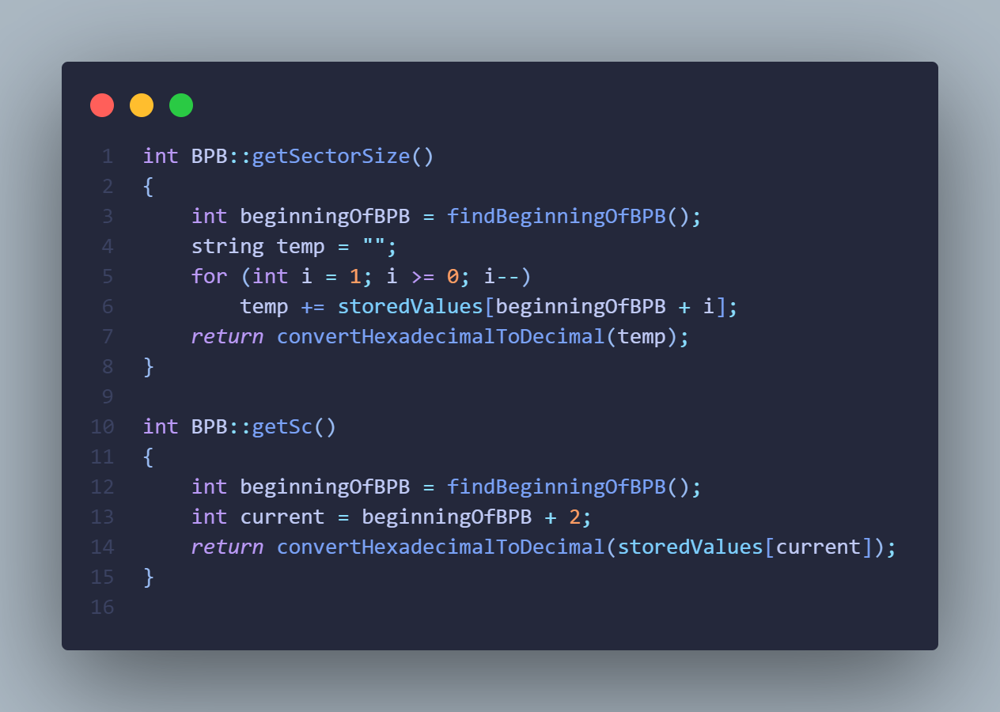 1 int BPB::getSectorSize()
2 {
3     int beginningOfBPB = findBeginningOfBPB();
4     string temp = "";
5     for (int i = 1; i >= 0; i--)
6         temp += storedValues[beginningOfBPB + i];
7     return convertHexadecimalToDecimal(temp);
8 }
9
10 int BPB::getSc()
11 {
12     int beginningOfBPB = findBeginningOfBPB();
13     int current = beginningOfBPB + 2;
14     return convertHexadecimalToDecimal(storedValues[current]);
15 }
16